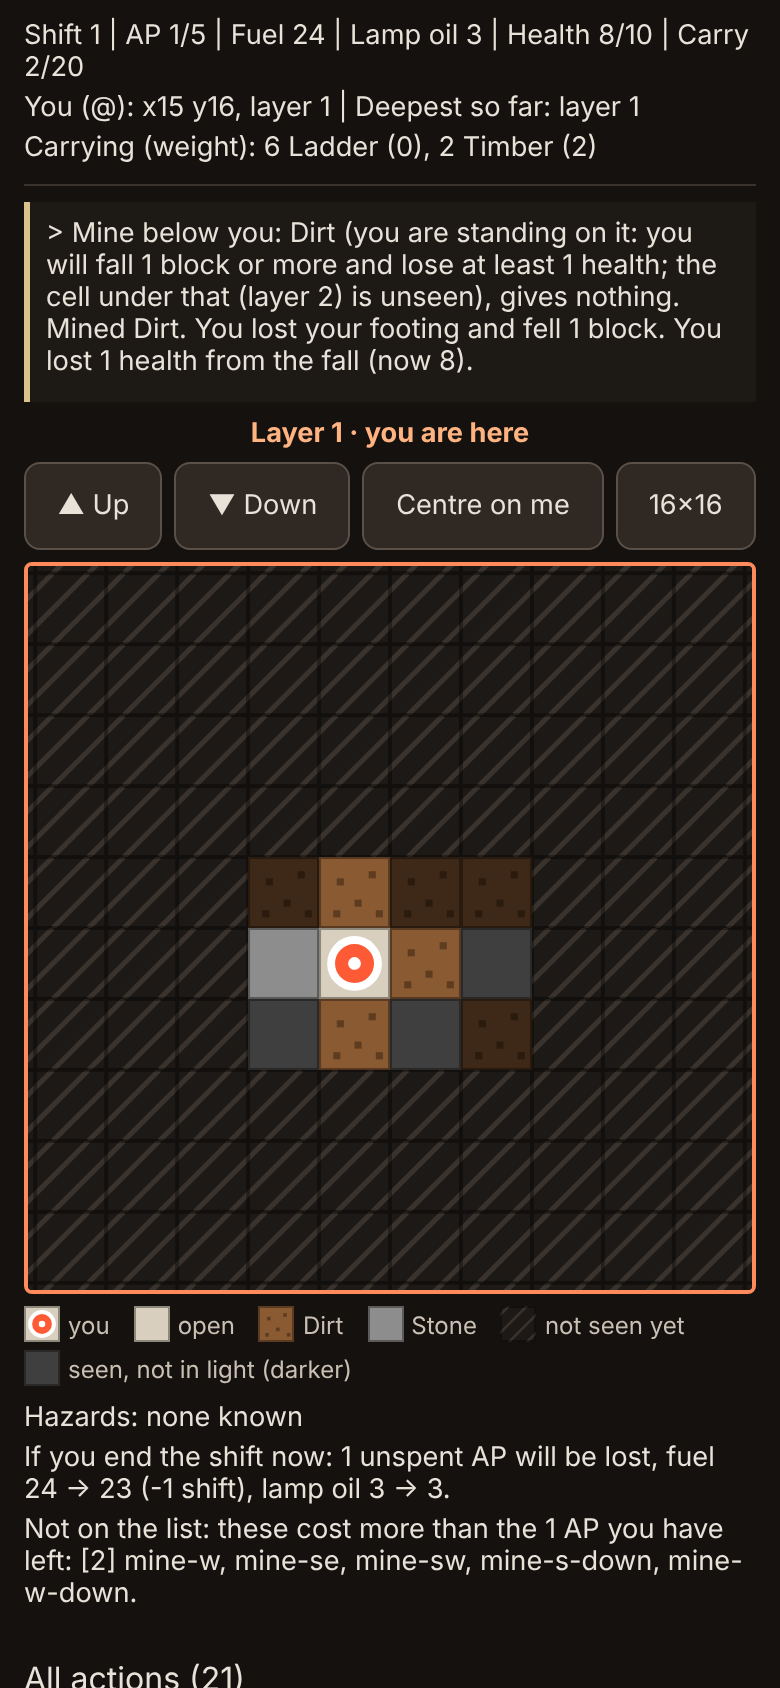 Shift 1 | AP 1/5 | Fuel 24 | Lamp oil 3 | Health 8/10 | Carry
2/20
You (@): x15 y16, layer 1 | Deepest so far: layer 1
Carrying (weight): 6 Ladder (0), 2 Timber (2)
> Mine below you: Dirt (you are standing on it: you
will fall 1 block or more and lose at least 1 health; the
cell under that (layer 2) is unseen), gives nothing.
Mined Dirt. You lost your footing and fell 1 block. You
lost 1 health from the fall (now 8).
Layer 1 · you are here
▲ Up
▼ Down
Centre on me
16×16
you
open
Dirt
Stone
not seen yet
seen, not in light (darker)
Hazards: none known
If you end the shift now: 1 unspent AP will be lost, fuel
24 → 23 (-1 shift), lamp oil 3 → 3.
Not on the list: these cost more than the 1 AP you have
left: [2] mine-w, mine-se, mine-sw, mine-s-down, mine-
w-down.
All actions (21)